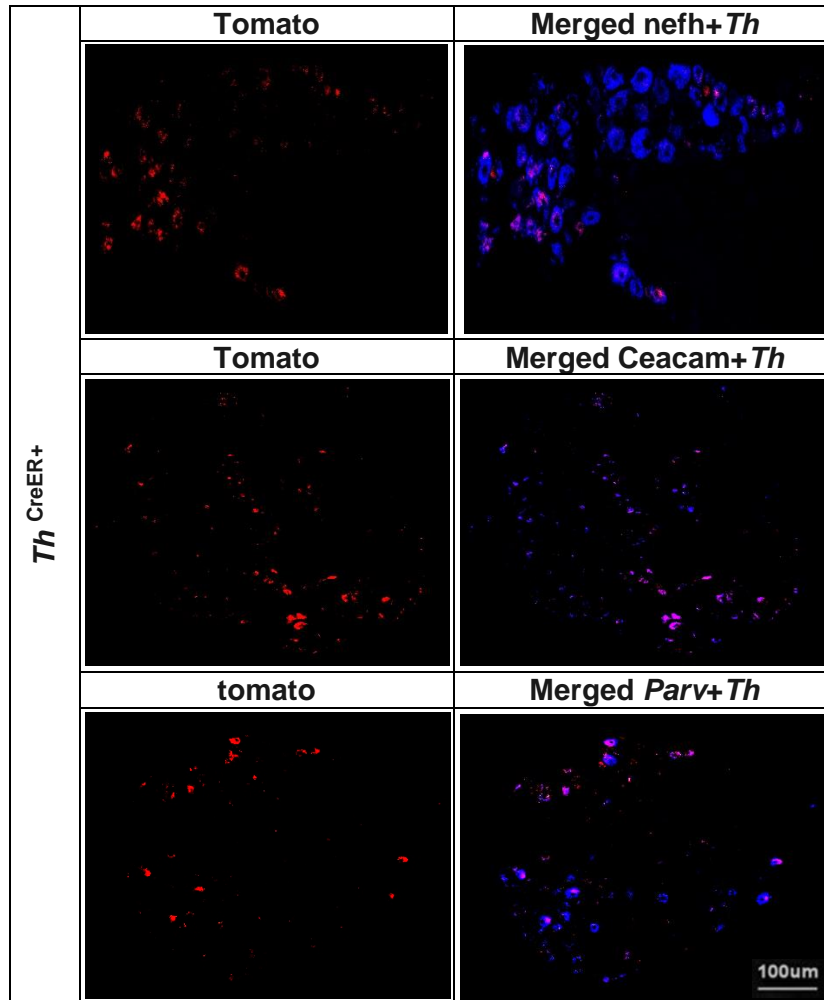 Tomato
Merged nefh+Th
Th CreER+
Tomato
Merged Ceacam+Th
tomato
Merged Parv+Th
100um